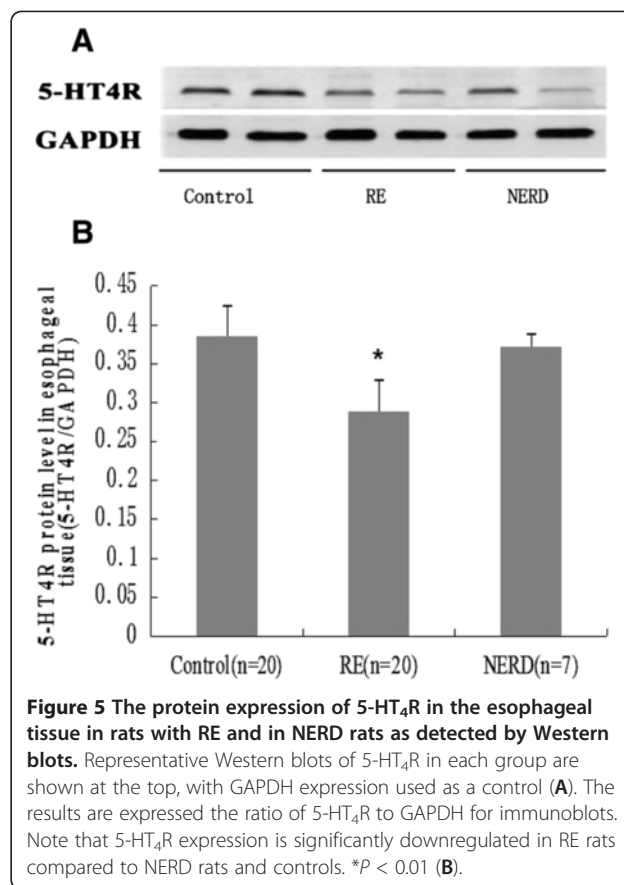 A
5-HT4R
GAPDH
Control RE NERD
B
5-HT4R protein level in esophageal
tissue(5-HT4R/GAPDH)
0.45
0.4
0.35
0.3
0.25
0.2
0.15
0.1
0.05
0
*
Control(n=20) RE(n=20) NERD(n=7)
Figure 5 The protein expression of 5-HT₄R in the esophageal
tissue in rats with RE and in NERD rats as detected by Western
blots. Representative Western blots of 5-HT₄R in each group are
shown at the top, with GAPDH expression used as a control (A). The
results are expressed the ratio of 5-HT₄R to GAPDH for immunoblots.
Note that 5-HT₄R expression is significantly downregulated in RE rats
compared to NERD rats and controls. *P < 0.01 (B).